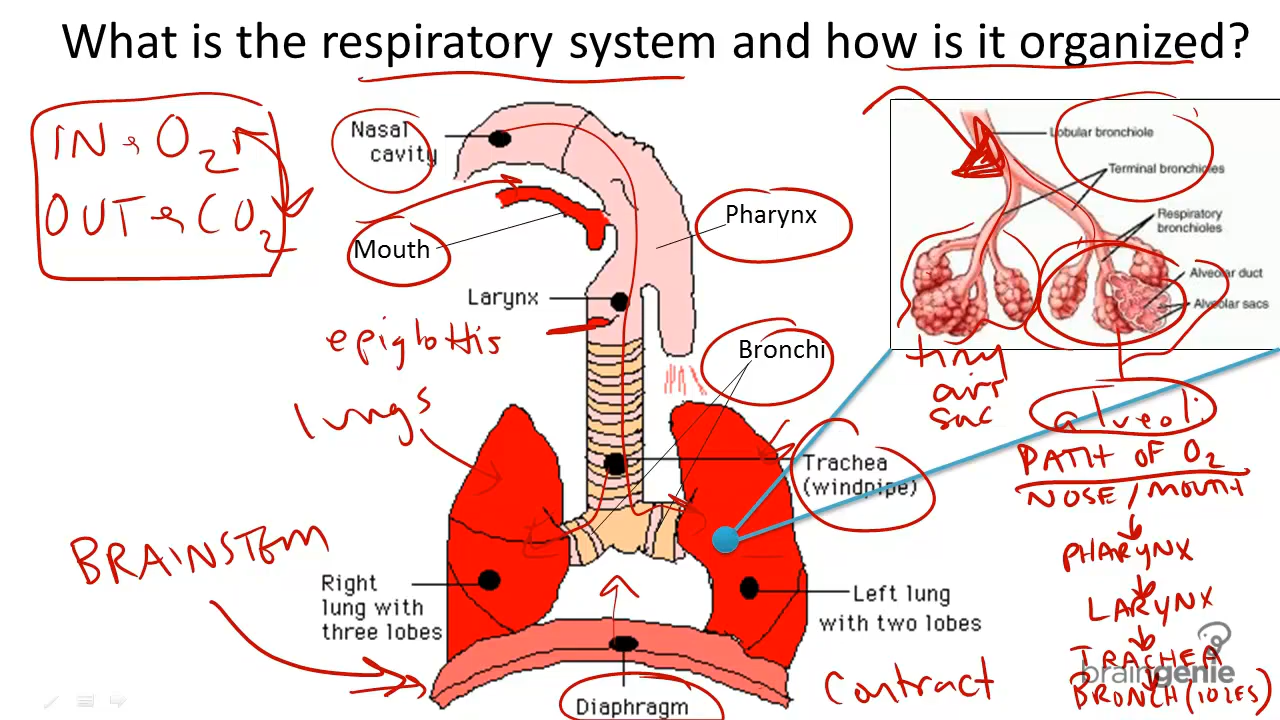 What is the respiratory system and how is it organized?
IN → O2
OUT → CO2
Nasal
cavity
Mouth
Pharynx
Larynx
epiglottis
Bronchi
lungs
Trachea
(windpipe)
BRAINSTEM
Right
lung with
three lobes
Left lung
with two lobes
Diaphragm
Contract
Lobular bronchiole
Terminal bronchioles
Respiratory
bronchioles
Alveolar duct
Alveolar sacs
tiny
air
sac
alveoli
PATH OF O2
NOSE / MOUTH
↓
PHARYNX
↓
LARYNX
↓
TRACHEA
↓
BRONCH(IOLES)
braingenie